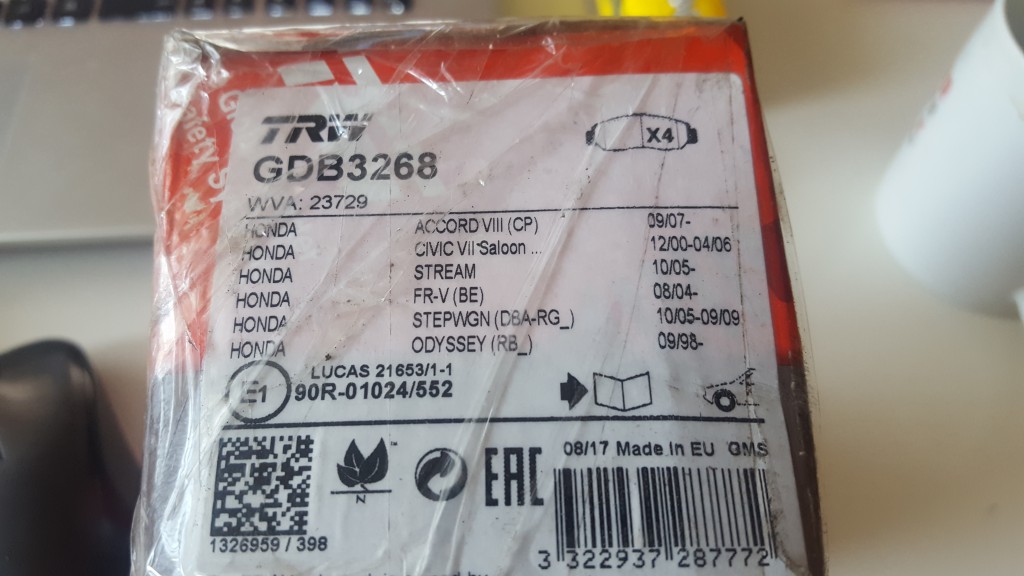 TRW
X4
GDB3268
WVA: 23729
HONDA ACCORD VIII (CP) 09/07-
HONDA CIVIC VII Saloon ... 12/00-04/06
HONDA STREAM 10/05-
HONDA FR-V (BE) 08/04-
HONDA STEPWGN (DBA-RG_) 10/05-09/09
HONDA ODYSSEY (RB_) 09/98-
LUCAS 21653/1-1
E1 90R-01024/552
08/17 Made in EU GMS
™
N
EAC
1326959 / 398
3 322937 287772